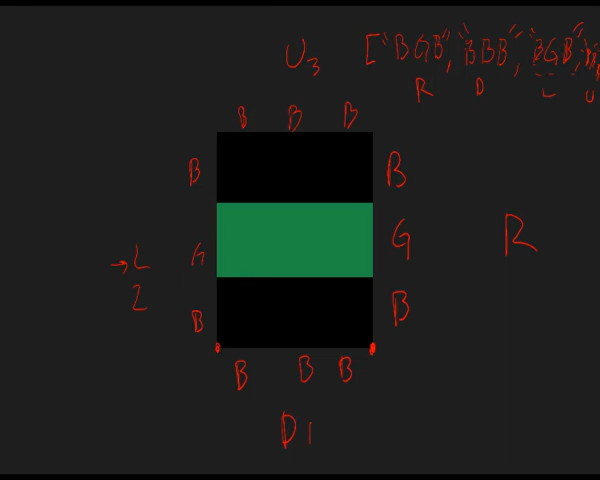 U3 ["BGB", "BBB", "BGB",
R D L U
B B B
B B
G G R
→L
2
B B
B B B
D1